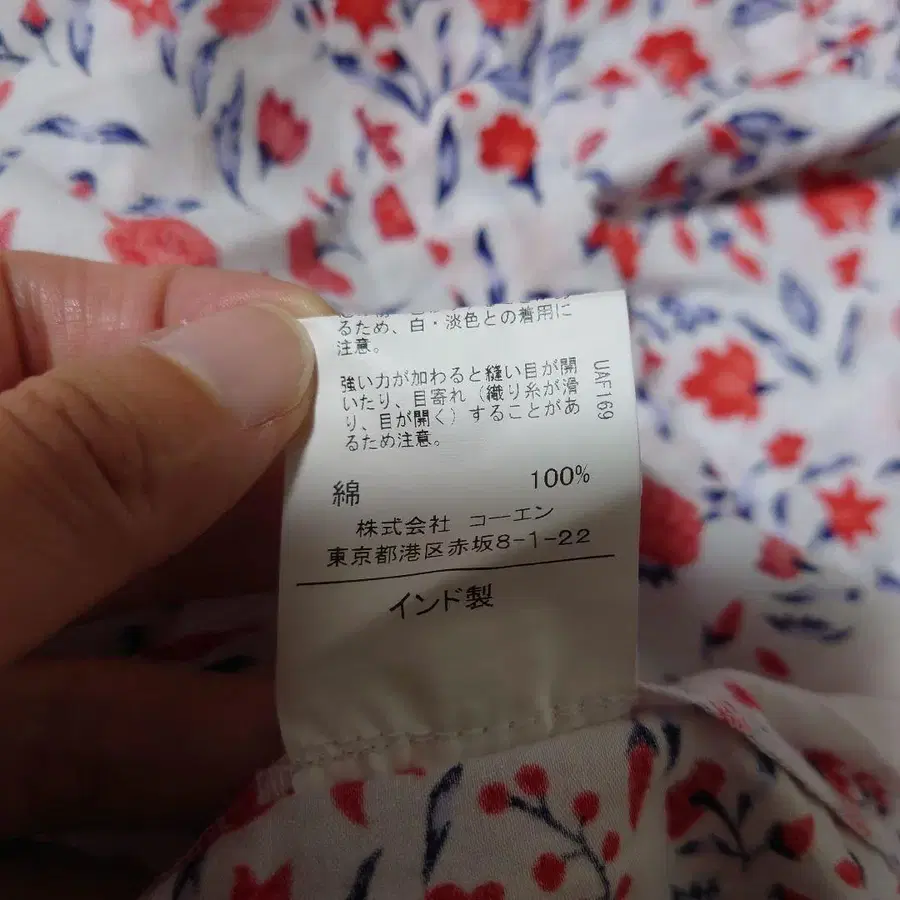 るため、白・淡色との着用に
注意。
強い力が加わると縫い目が開
いたり、目寄れ（織り糸が滑
り、目が開く）することがあ
るため注意。
綿 100%
株式会社 コーエン
東京都港区赤坂8-1-22
インド製
UAF169